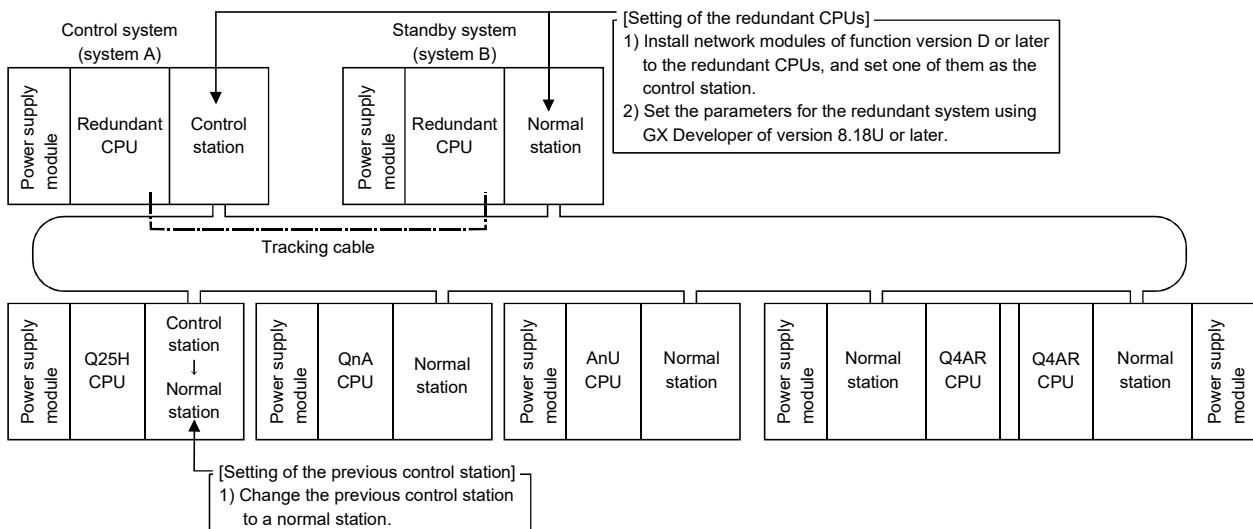 Control system
(system A)
Standby system
(system B)
[Setting of the redundant CPUs]
1) Install network modules of function version D or later
to the redundant CPUs, and set one of them as the
control station.
2) Set the parameters for the redundant system using
GX Developer of version 8.18U or later.
Power supply
module
Redundant
CPU
Control
station
Power supply
module
Redundant
CPU
Normal
station
Tracking cable
Power supply
module
Q25H
CPU
Control
station
↓
Normal
station
Power supply
module
QnA
CPU
Normal
station
Power supply
module
AnU
CPU
Normal
station
Power supply
module
Normal
station
Q4AR
CPU
Q4AR
CPU
Normal
station
Power supply
module
[Setting of the previous control station]
1) Change the previous control station
to a normal station.